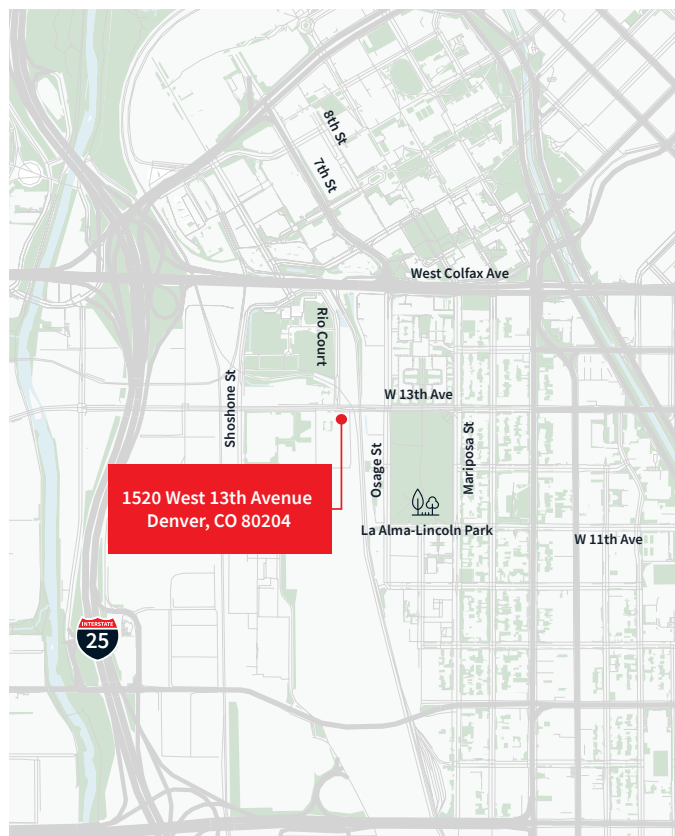 8th St
7th St
West Colfax Ave
Rio Court
Shoshone St
W 13th Ave
Osage St
Mariposa St
1520 West 13th Avenue
Denver, CO 80204
La Alma-Lincoln Park
W 11th Ave
INTERSTATE
25